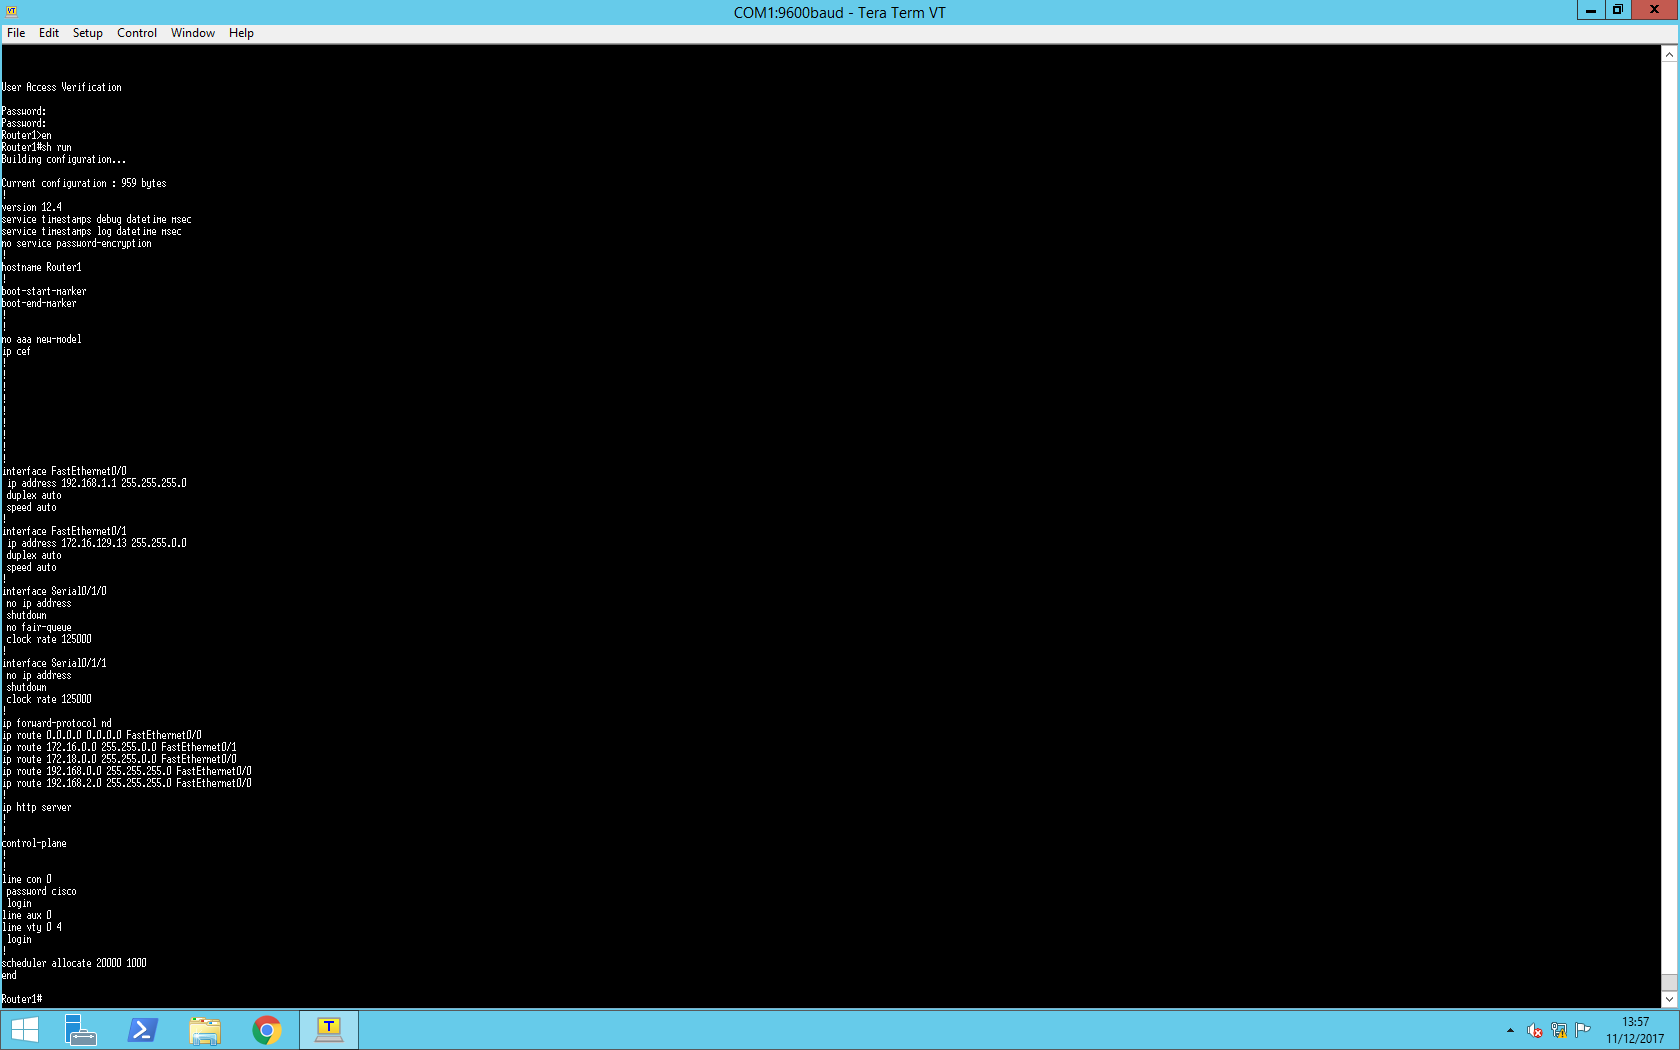 COM1:9600baud - Tera Term VT
File Edit Setup Control Window Help
User Access Verification
Password:
Password:
Router1>en
Router1#sh run
Building configuration...
Current configuration : 959 bytes
!
version 12.4
service timestamps debug datetime msec
service timestamps log datetime msec
no service password-encryption
!
hostname Router1
!
boot-start-marker
boot-end-marker
!
!
no aaa new-model
ip cef
!
!
!
!
!
!
!
!
!
interface FastEthernet0/0
 ip address 192.168.1.1 255.255.255.0
 duplex auto
 speed auto
!
interface FastEthernet0/1
 ip address 172.16.129.13 255.255.0.0
 duplex auto
 speed auto
!
interface Serial0/1/0
 no ip address
 shutdown
 no fair-queue
 clock rate 125000
!
interface Serial0/1/1
 no ip address
 shutdown
 clock rate 125000
!
ip forward-protocol nd
ip route 0.0.0.0 0.0.0.0 FastEthernet0/0
ip route 172.16.0.0 255.255.0.0 FastEthernet0/1
ip route 172.18.0.0 255.255.0.0 FastEthernet0/0
ip route 192.168.0.0 255.255.255.0 FastEthernet0/0
ip route 192.168.2.0 255.255.255.0 FastEthernet0/0
!
ip http server
!
!
control-plane
!
!
line con 0
 password cisco
 login
line aux 0
line vty 0 4
 login
!
scheduler allocate 20000 1000
end
Router1#
13:57
11/12/2017